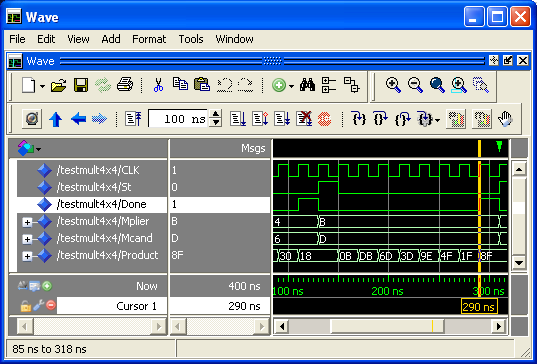 Wave
File Edit View Add Format Tools Window
Wave
100 ns
Msgs
/testmult4x4/CLK 1
/testmult4x4/St 0
/testmult4x4/Done 1
/testmult4x4/Mplier B 4 B
/testmult4x4/Mcand D 6 D
/testmult4x4/Product 8F 30 18 0B DB 6D 3D 9E 4F 1F 8F
Now 400 ns 100 ns 200 ns 300 ns
Cursor 1 290 ns 290 ns
85 ns to 318 ns